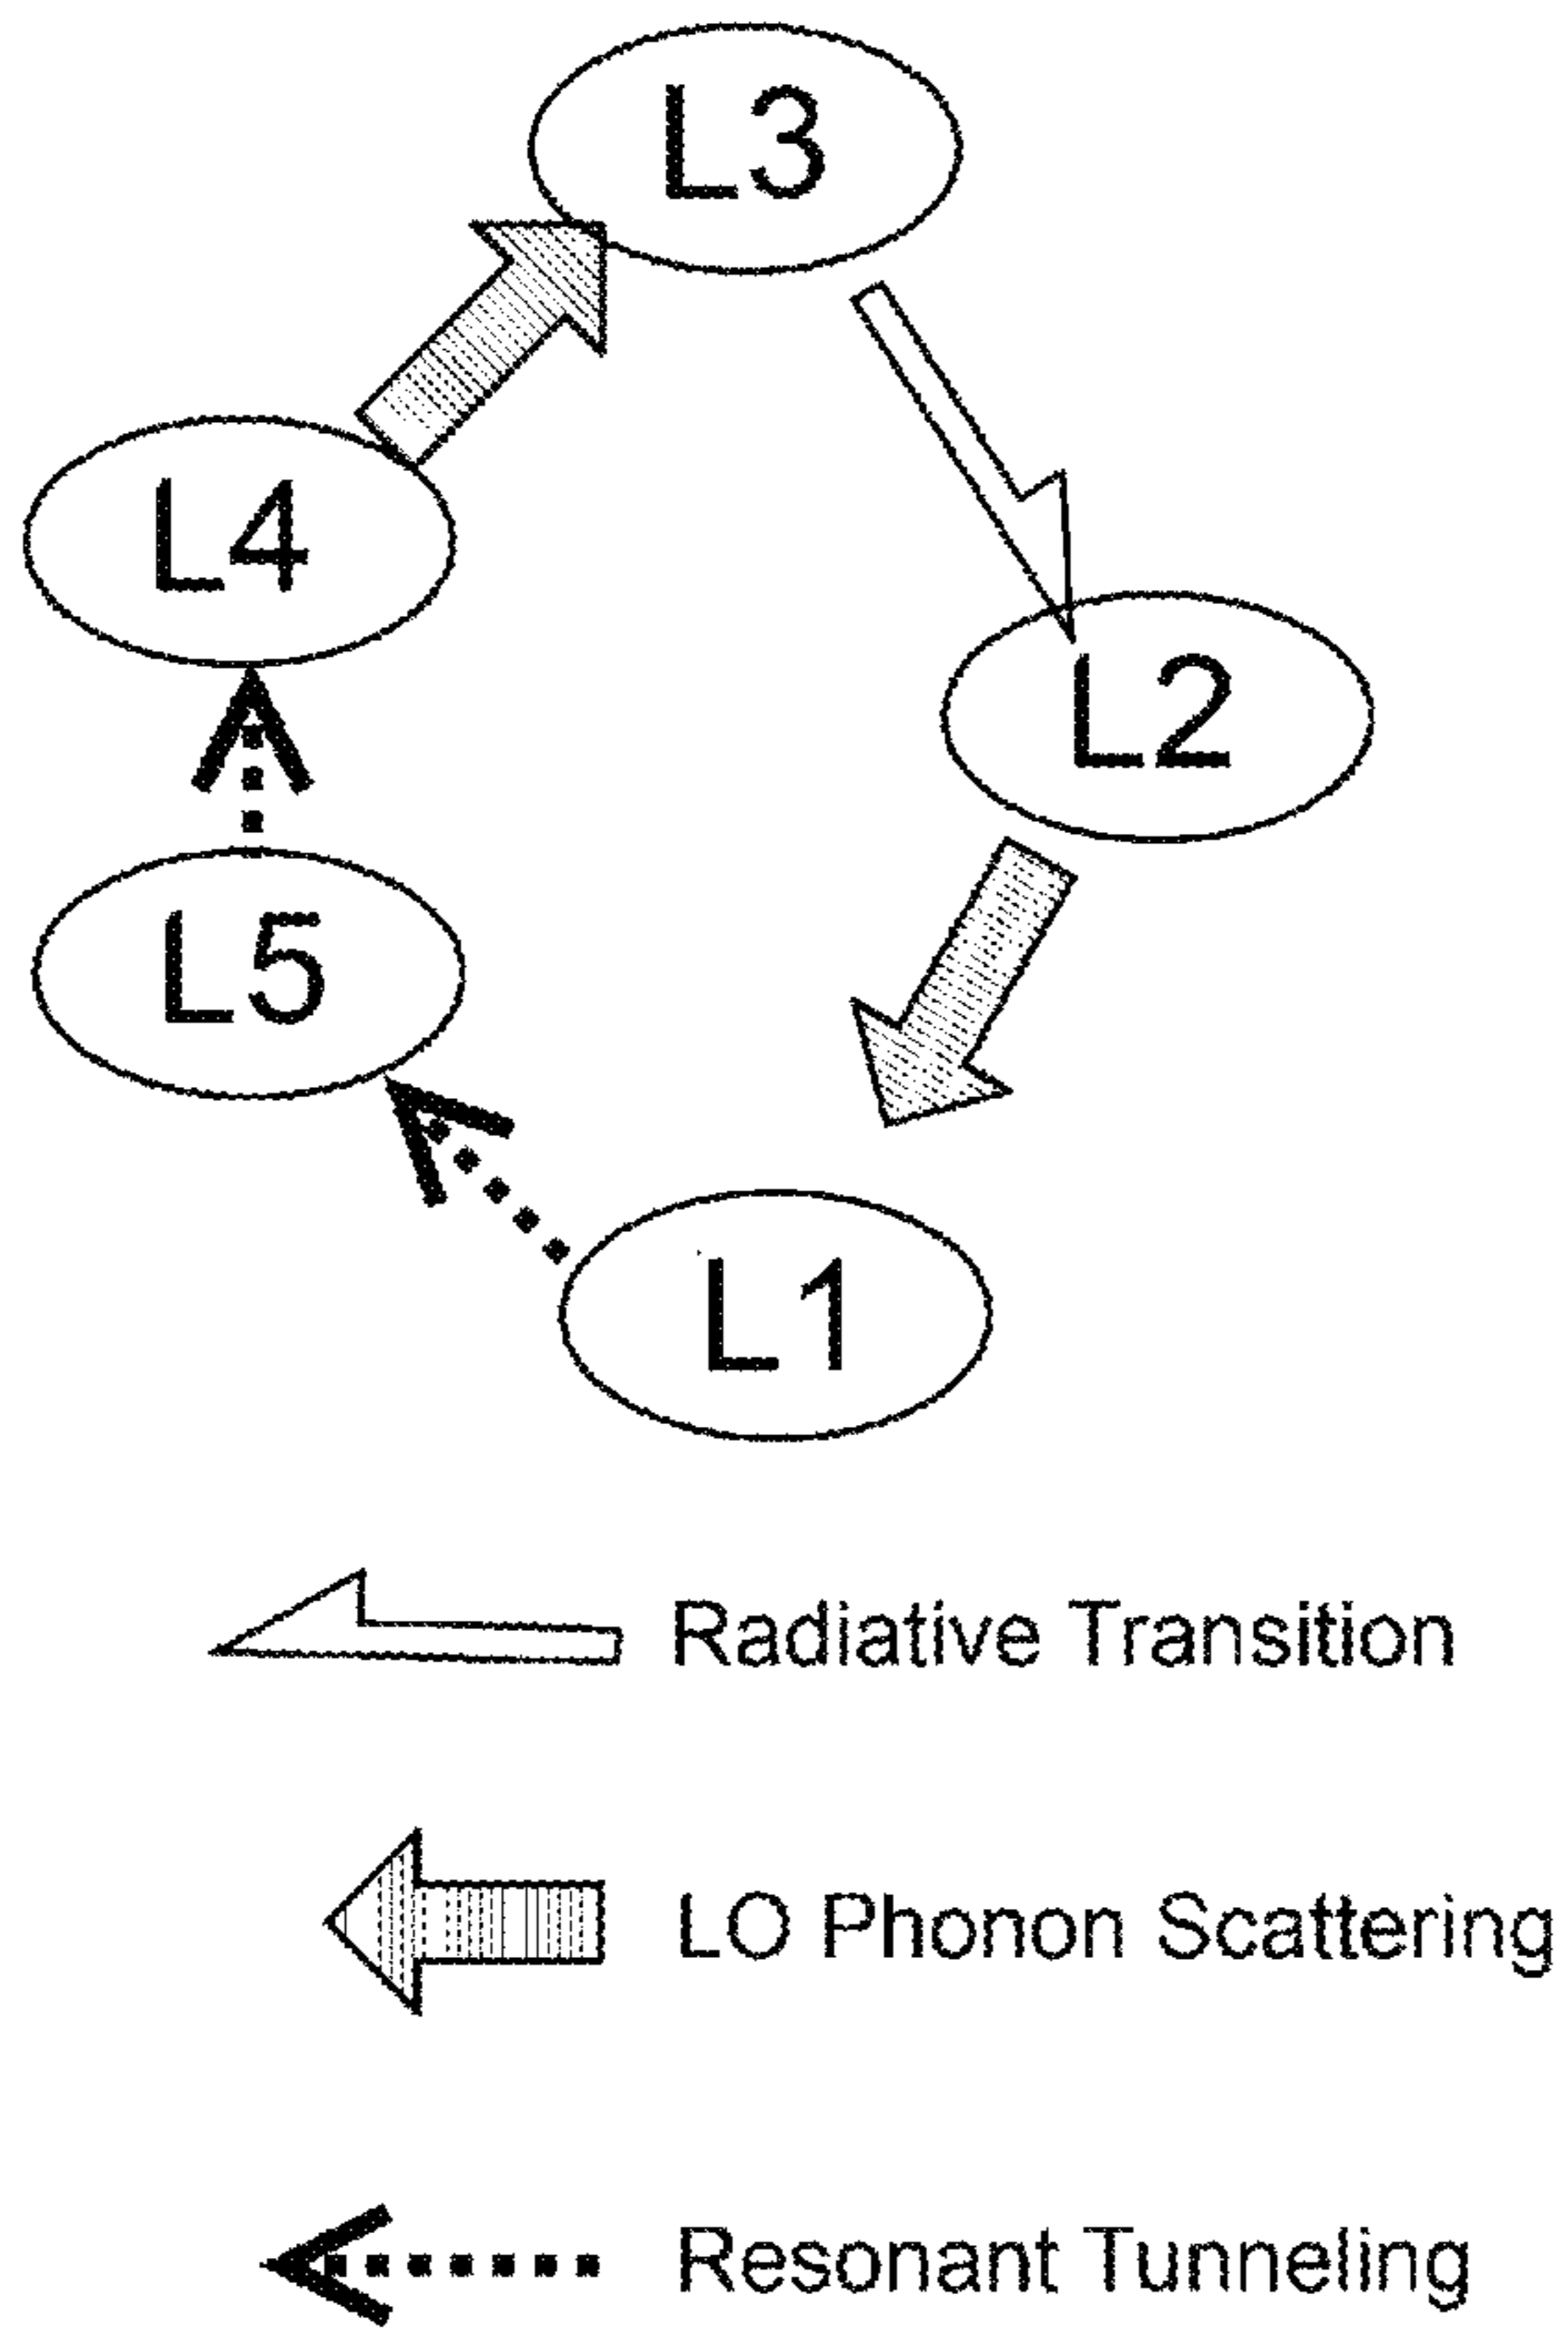 L3
L4
L2
L5
L1
Radiative Transition
LO Phonon Scattering
Resonant Tunneling